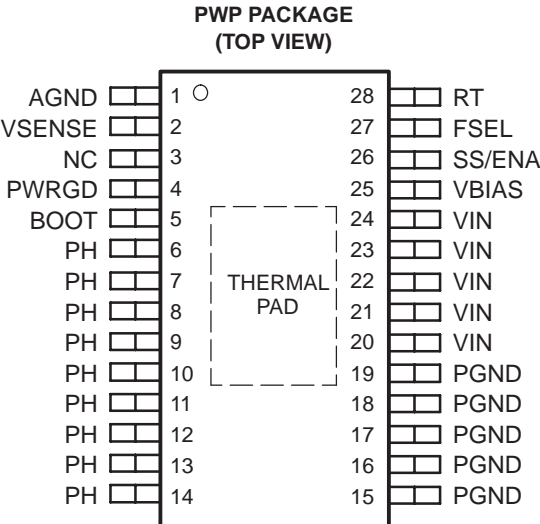 PWP PACKAGE
(TOP VIEW)
AGND 1 28 RT
VSENSE 2 27 FSEL
NC 3 26 SS/ENA
PWRGD 4 25 VBIAS
BOOT 5 24 VIN
PH 6 23 VIN
PH 7 THERMAL 22 VIN
PH 8 PAD 21 VIN
PH 9 20 VIN
PH 10 19 PGND
PH 11 18 PGND
PH 12 17 PGND
PH 13 16 PGND
PH 14 15 PGND